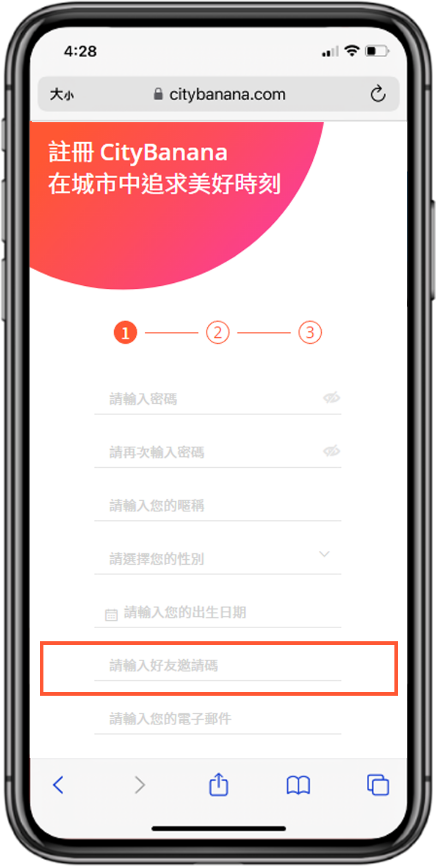 4:28
大小 citybanana.com
註冊 CityBanana
在城市中追求美好時刻
1 2 3
請輸入密碼
請再次輸入密碼
請輸入您的暱稱
請選擇您的性別
請輸入您的出生日期
請輸入好友邀請碼
請輸入您的電子郵件